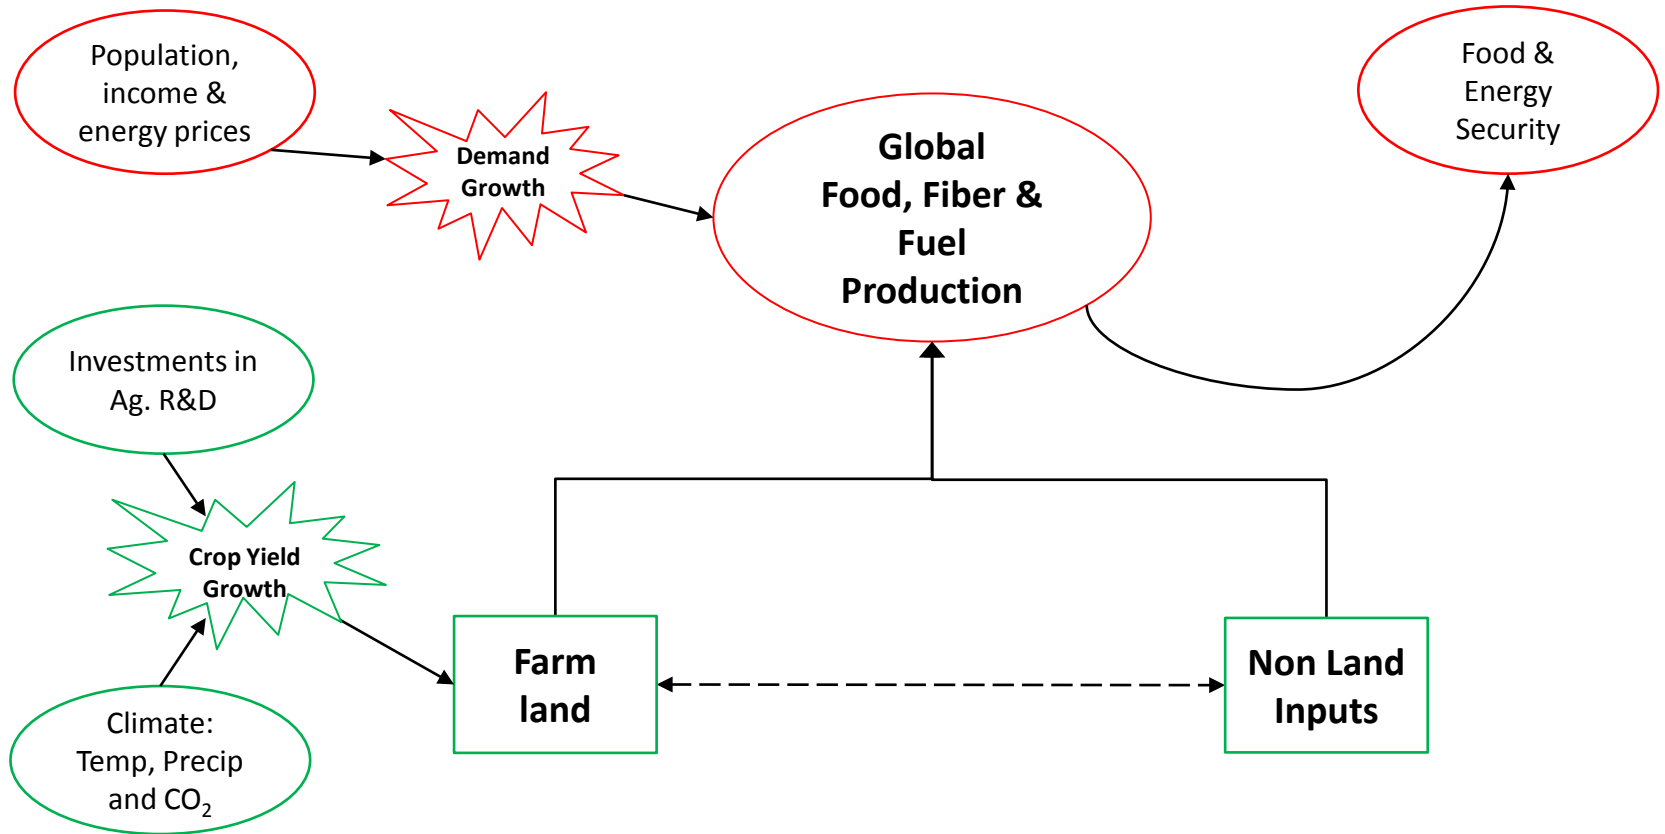 Population,
income &
energy prices
Demand
Growth
Global
Food, Fiber &
Fuel
Production
Food &
Energy
Security
Investments in
Ag. R&D
Crop Yield
Growth
Climate:
Temp, Precip
and CO₂
Farm
land
Non Land
Inputs